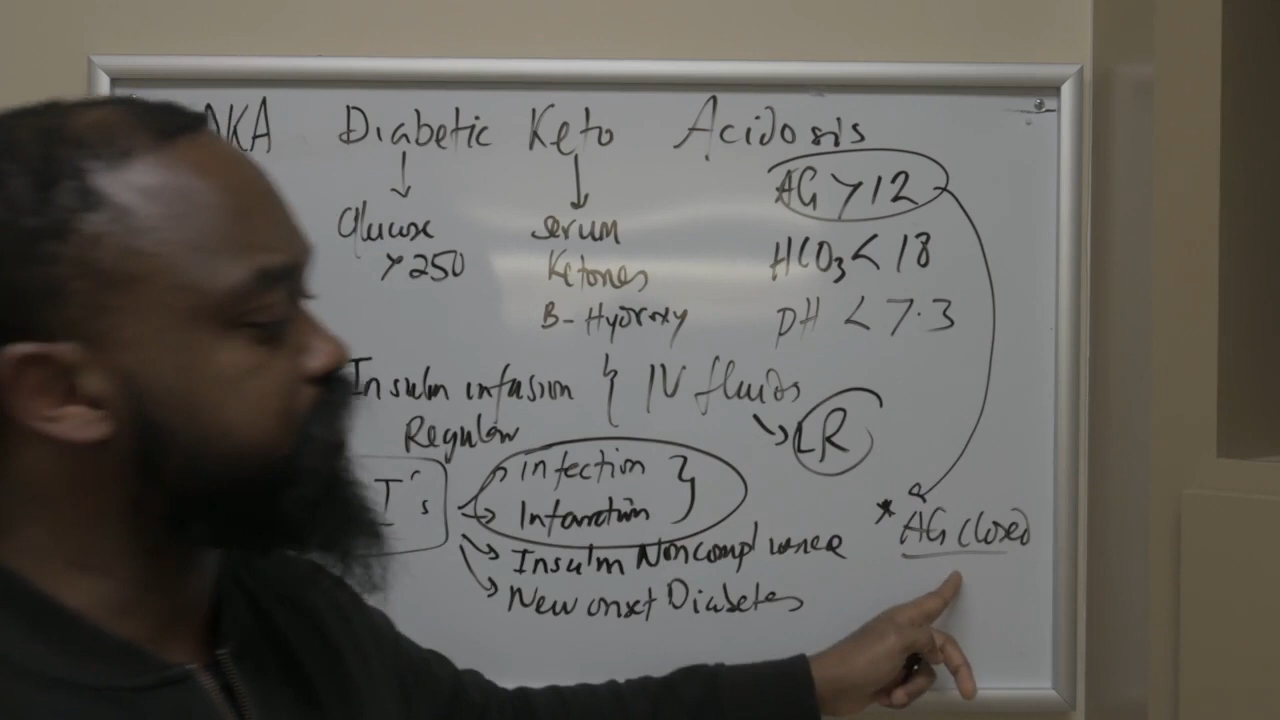 DKA Diabetic Keto Acidosis
Glucose
>250
serum
Ketones
B-Hydroxy
AG >12
HCO3 < 18
pH < 7.3
Insulin infusion } IV fluids
Regular
LR
I's
infection
Infarction
Insulin Noncompliance
New onset Diabetes
* AG closed